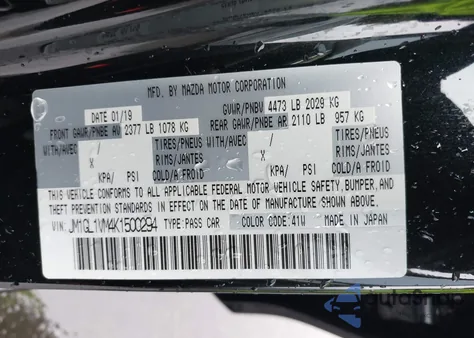 MFD. BY MAZDA MOTOR CORPORATION
DATE 01/19 GVWR/PNBV 4473 LB 2029 KG
FRONT GAWR/PNBE AV 2377 LB 1078 KG REAR GAWR/PNBE AR 2110 LB 957 KG
WITH/AVEC / TIRES/PNEUS WITH/AVEC / TIRES/PNEUS
X RIMS/JANTES X RIMS/JANTES
KPA/ PSI COLD/A FROID KPA/ PSI COLD/A FROID
THIS VEHICLE CONFORMS TO ALL APPLICABLE FEDERAL MOTOR VEHICLE SAFETY, BUMPER, AND
THEFT PREVENTION STANDARDS IN EFFECT ON THE DATE OF MANUFACTURE SHOWN ABOVE.
VIN: JM1GL1VM4K1500294 TYPE: PASS CAR COLOR CODE: 41W MADE IN JAPAN
autoSnap